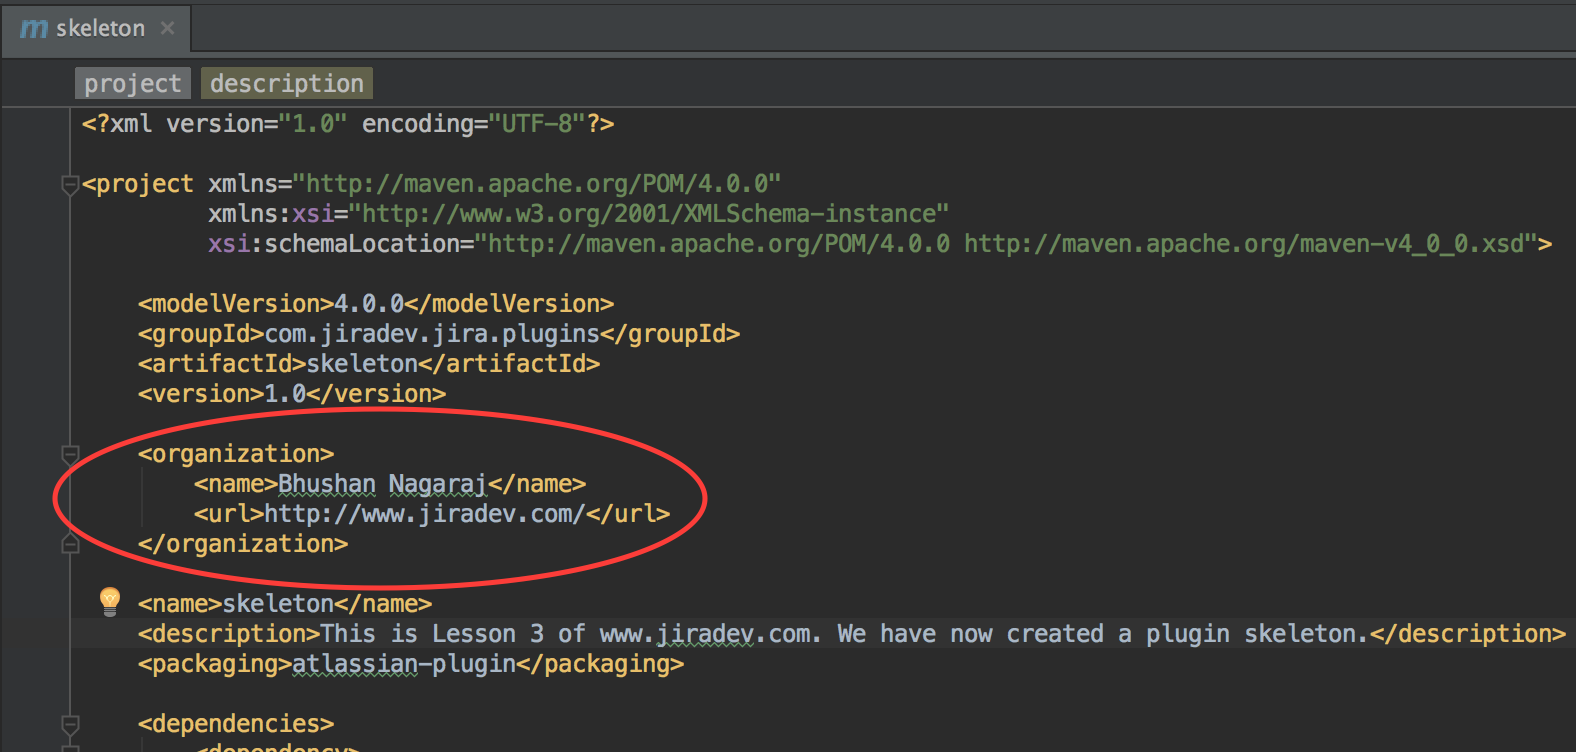 m skeleton ×
project description
<?xml version="1.0" encoding="UTF-8"?>
<project xmlns="http://maven.apache.org/POM/4.0.0"
xmlns:xsi="http://www.w3.org/2001/XMLSchema-instance"
xsi:schemaLocation="http://maven.apache.org/POM/4.0.0 http://maven.apache.org/maven-v4_0_0.xsd">
<modelVersion>4.0.0</modelVersion>
<groupId>com.jiradev.jira.plugins</groupId>
<artifactId>skeleton</artifactId>
<version>1.0</version>
<organization>
<name>Bhushan Nagaraj</name>
<url>http://www.jiradev.com/</url>
</organization>
<name>skeleton</name>
<description>This is Lesson 3 of www.jiradev.com. We have now created a plugin skeleton.</description>
<packaging>atlassian-plugin</packaging>
<dependencies>
<dependency>